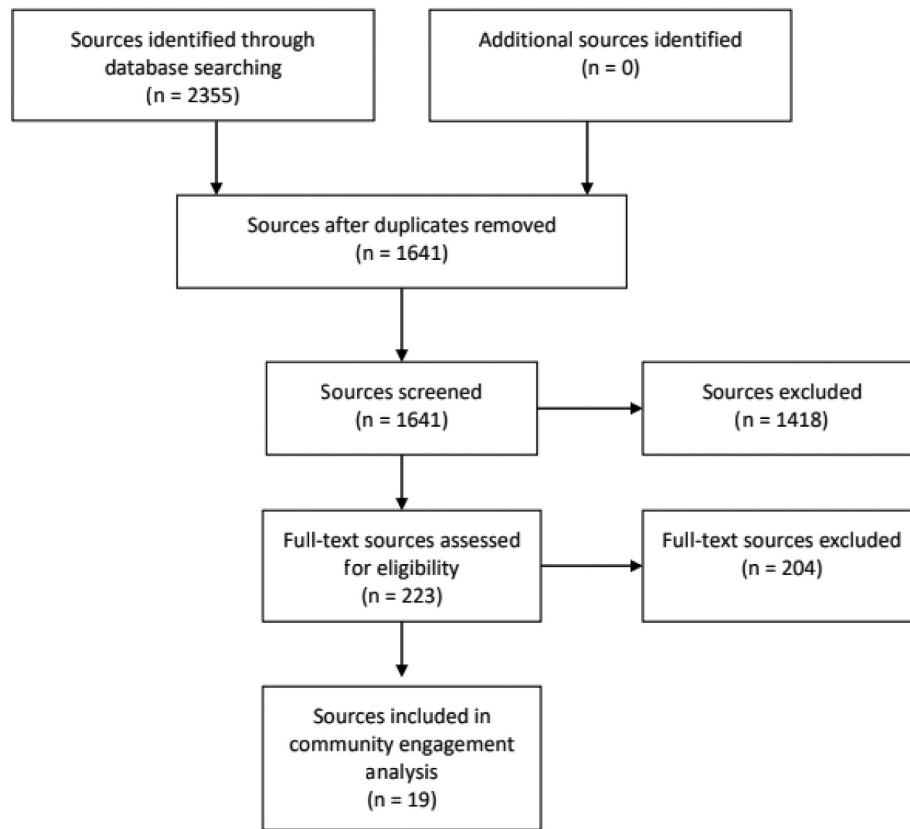 Sources identified through
database searching
(n = 2355)
Additional sources identified
(n = 0)
Sources after duplicates removed
(n = 1641)
Sources screened
(n = 1641)
Sources excluded
(n = 1418)
Full-text sources assessed
for eligibility
(n = 223)
Full-text sources excluded
(n = 204)
Sources included in
community engagement
analysis
(n = 19)